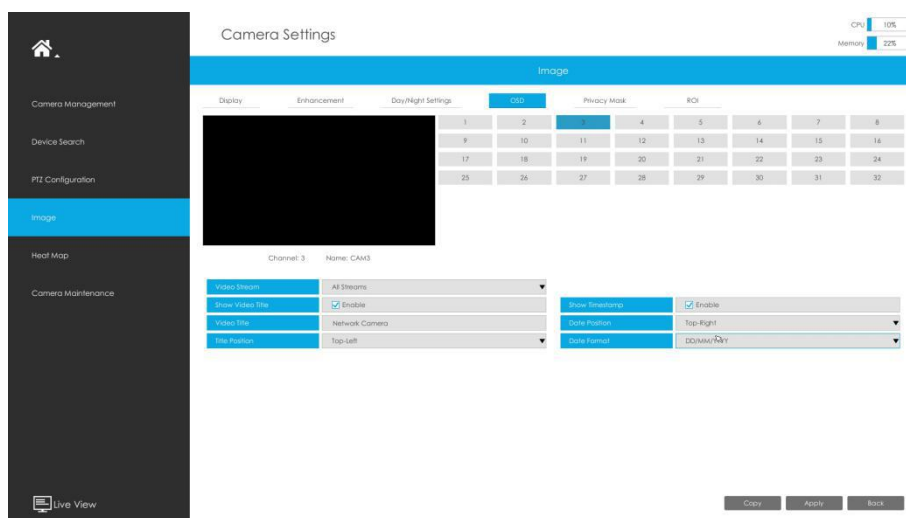 Camera Settings
CPU 10%
Memory 22%
Image
Camera Management
Device Search
PTZ Configuration
Image
Heat Map
Camera Maintenance
Live View
Display Enhancement Day/Night Settings OSD Privacy Mask ROI
1 2 3 4 5 6 7 8
9 10 11 12 13 14 15 16
17 18 19 20 21 22 23 24
25 26 27 28 29 30 31 32
Channel: 3 Name: CAM3
Video Stream All Streams
Show Video Title Enable Show Timestamp Enable
Video Title Network Camera Date Position Top-Right
Title Position Top-Left Date Format
Copy Apply Back